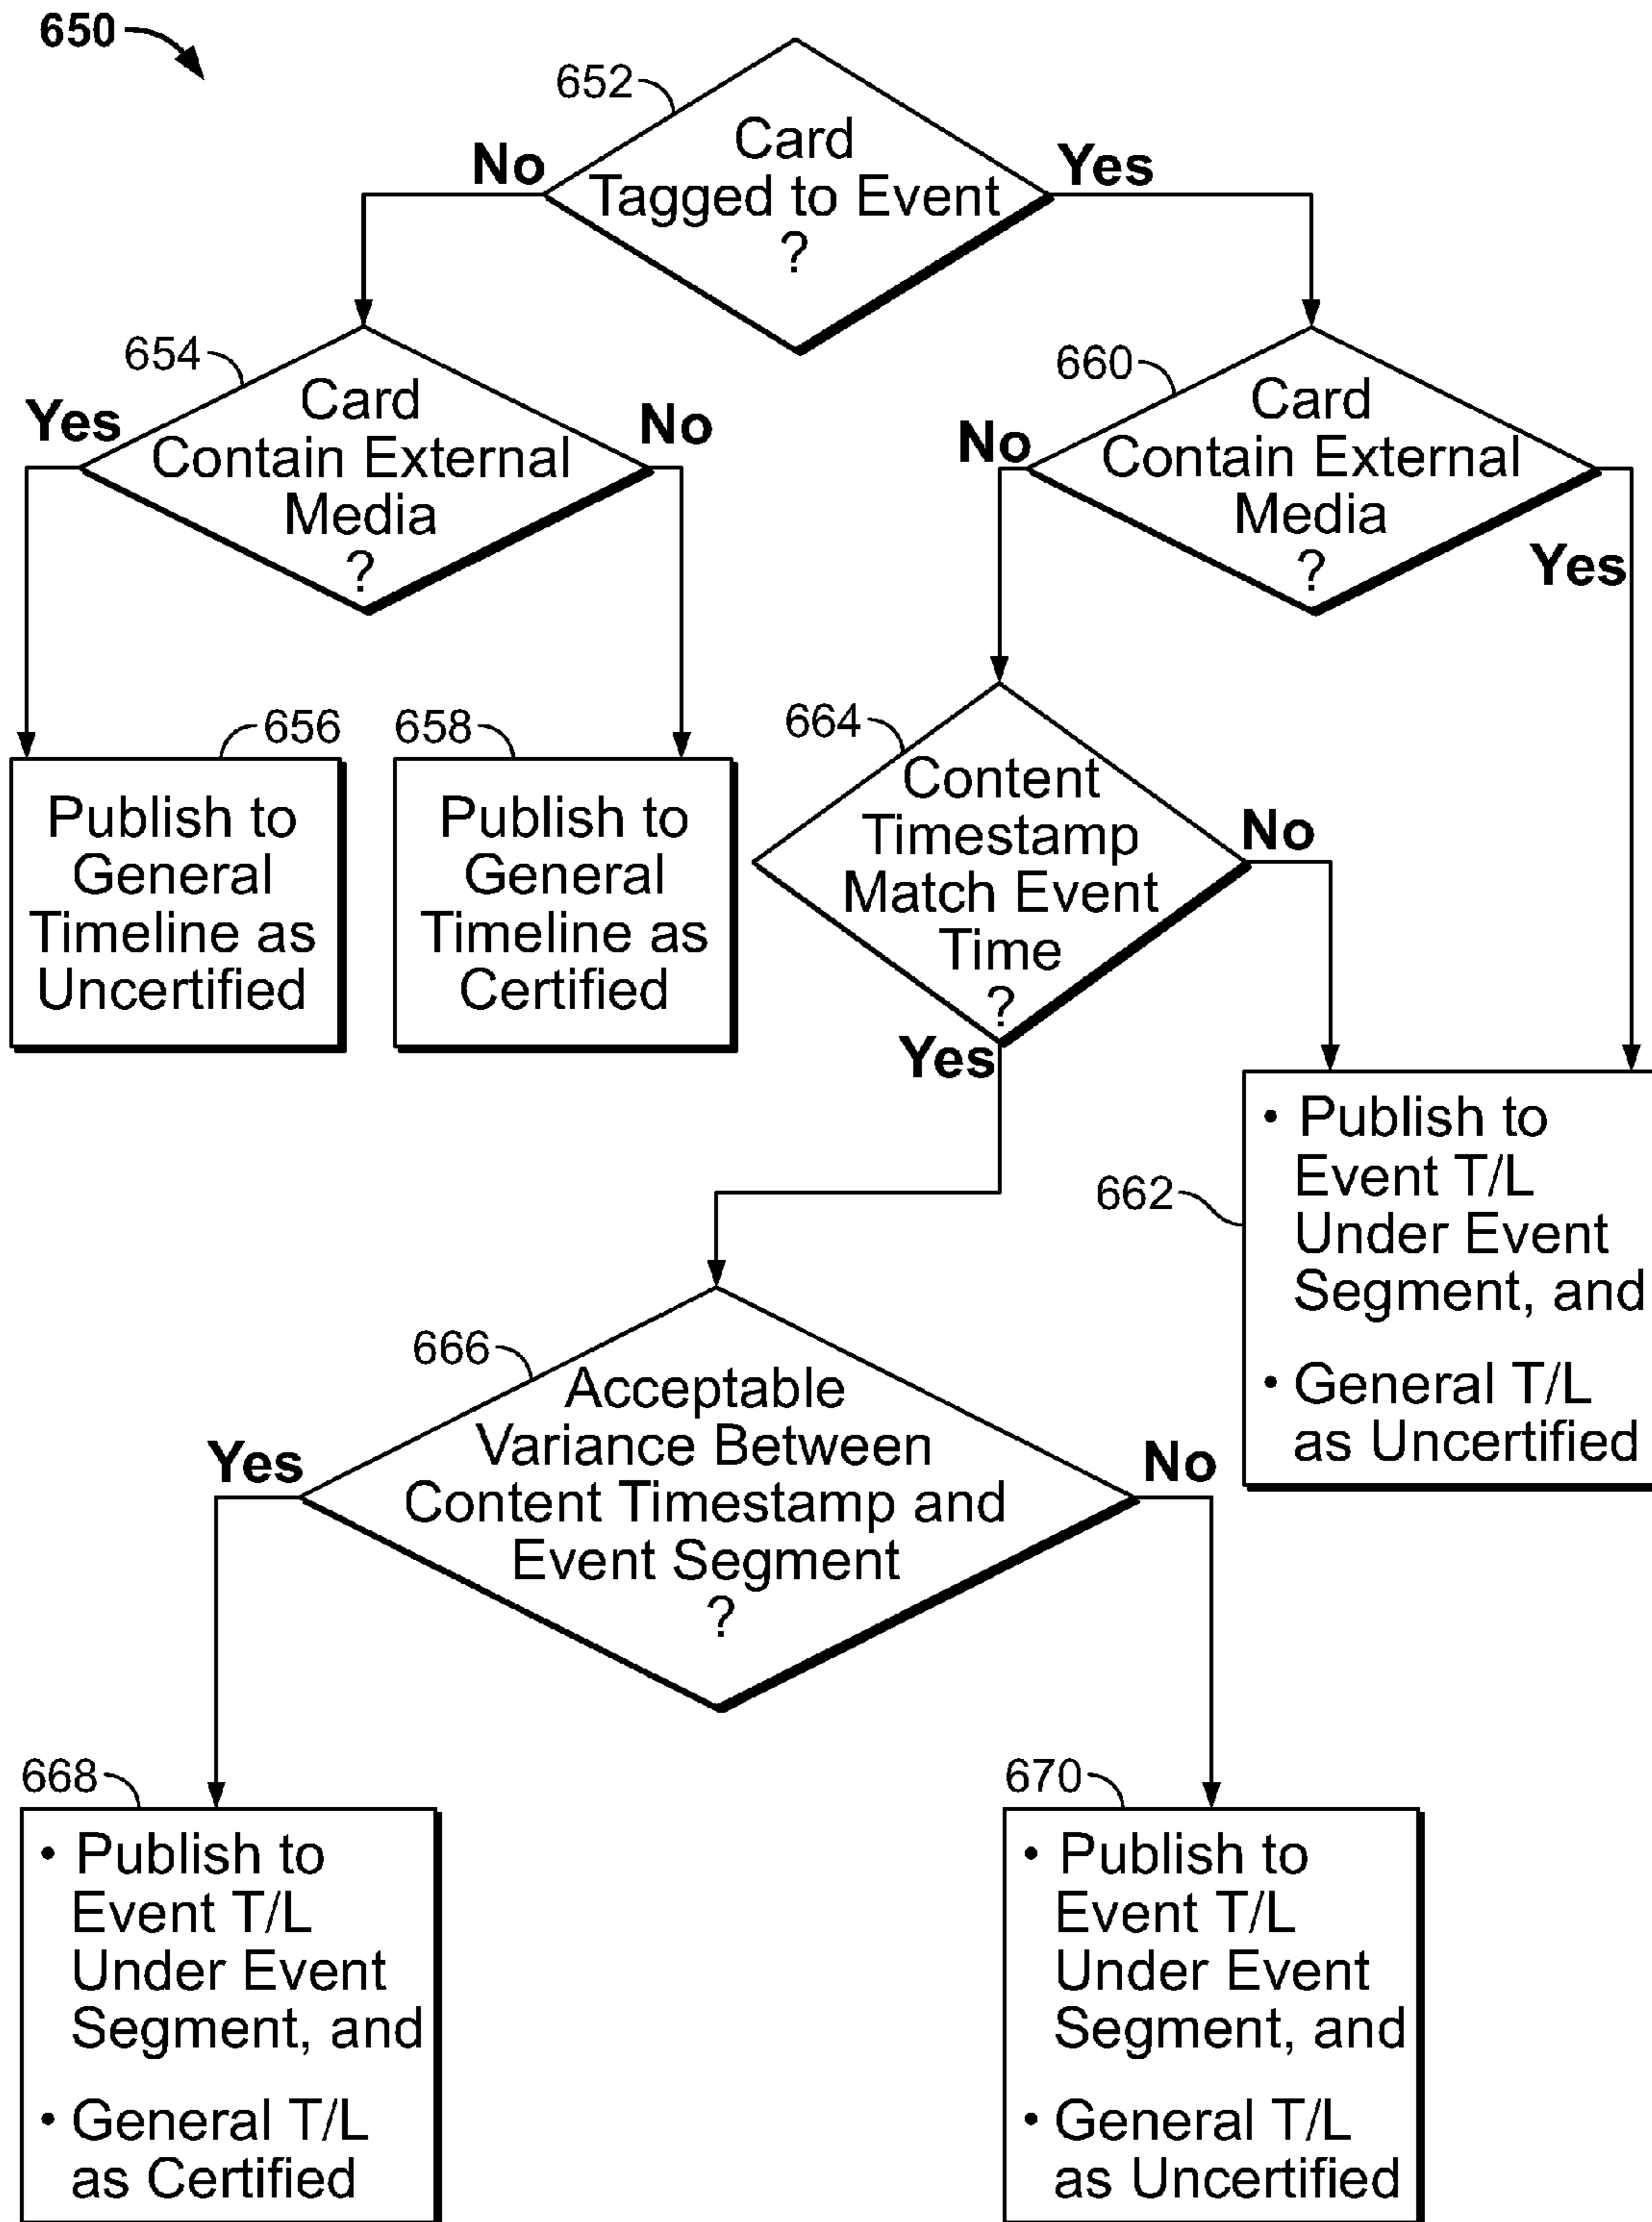 650
652
Card
Tagged to Event
?
No
Yes
654
Card
Contain External
Media
?
Yes
No
660
Card
Contain External
Media
?
No
Yes
656
Publish to
General
Timeline as
Uncertified
658
Publish to
General
Timeline as
Certified
664
Content
Timestamp
Match Event
Time
?
No
Yes
662
• Publish to
Event T/L
Under Event
Segment, and
• General T/L
as Uncertified
666
Acceptable
Variance Between
Content Timestamp and
Event Segment
?
Yes
No
668
• Publish to
Event T/L
Under Event
Segment, and
• General T/L
as Certified
670
• Publish to
Event T/L
Under Event
Segment, and
• General T/L
as Uncertified